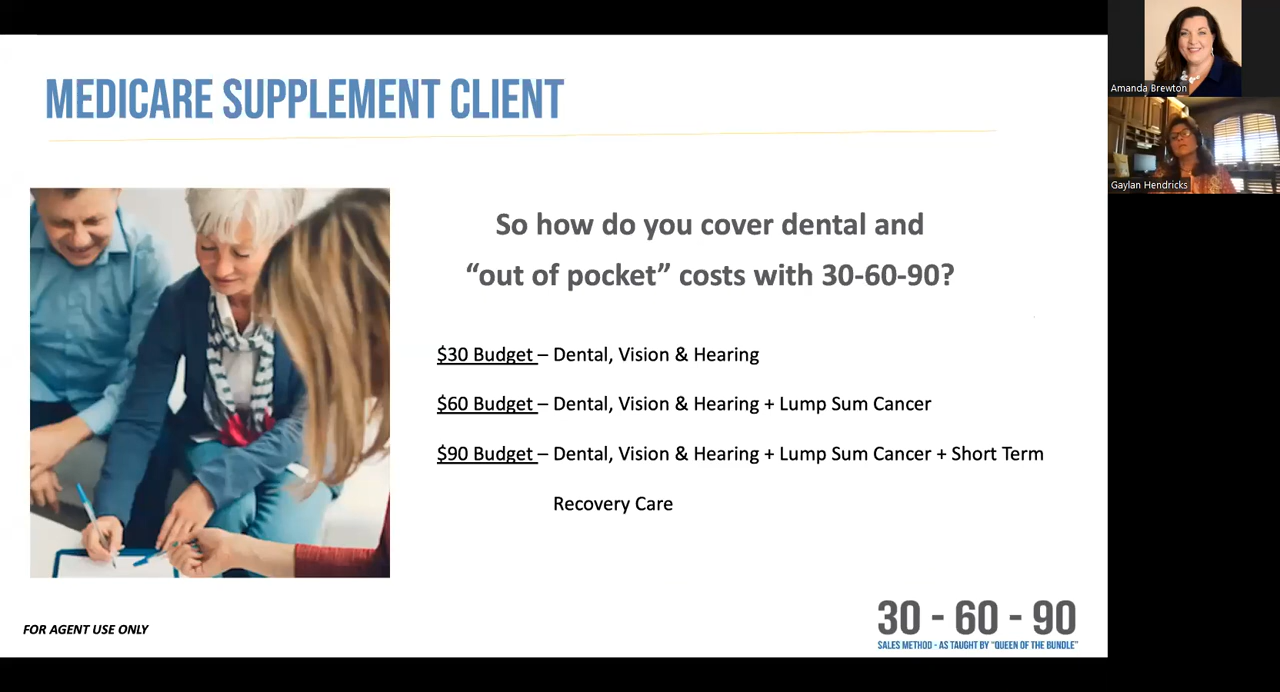 MEDICARE SUPPLEMENT CLIENT
So how do you cover dental and
“out of pocket” costs with 30-60-90?
$30 Budget – Dental, Vision & Hearing
$60 Budget – Dental, Vision & Hearing + Lump Sum Cancer
$90 Budget – Dental, Vision & Hearing + Lump Sum Cancer + Short Term
Recovery Care
FOR AGENT USE ONLY
30 - 60 - 90
SALES METHOD - AS TAUGHT BY “QUEEN OF THE BUNDLE”
Amanda Brewton
Gaylan Hendricks